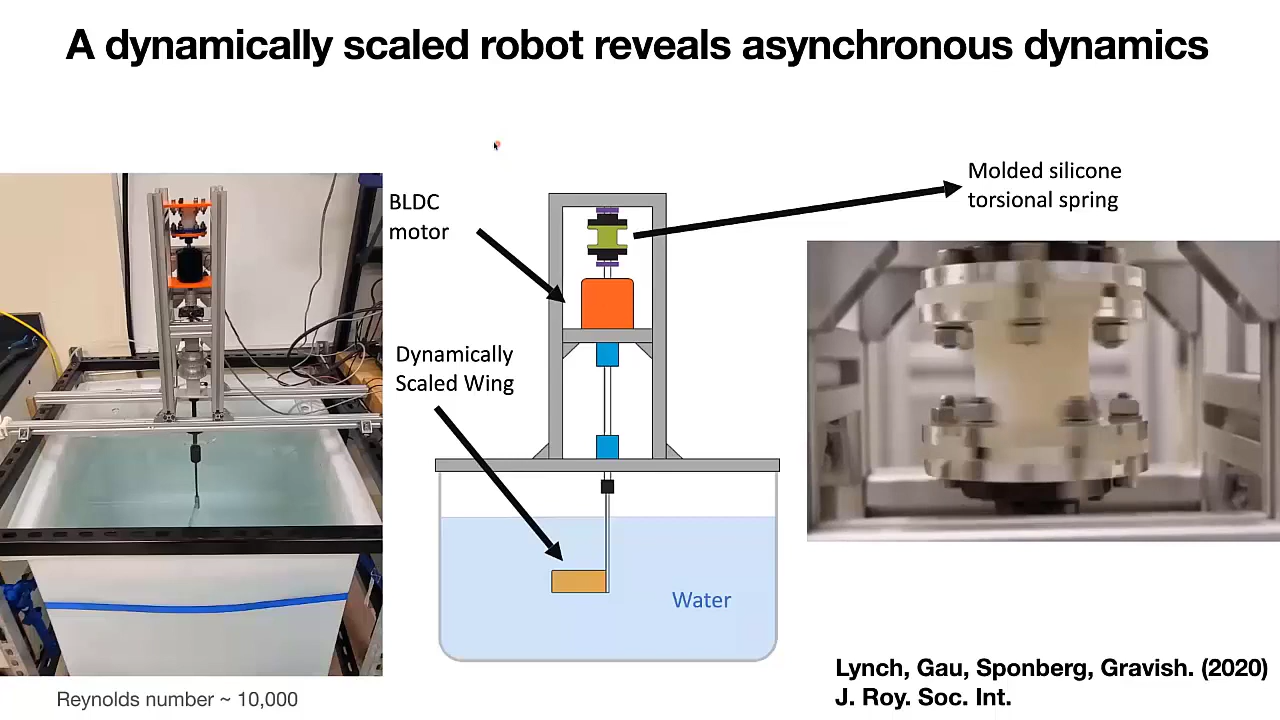 A dynamically scaled robot reveals asynchronous dynamics
BLDC
motor
Molded silicone
torsional spring
Dynamically
Scaled Wing
Water
Reynolds number ~ 10,000
Lynch, Gau, Sponberg, Gravish. (2020)
J. Roy. Soc. Int.